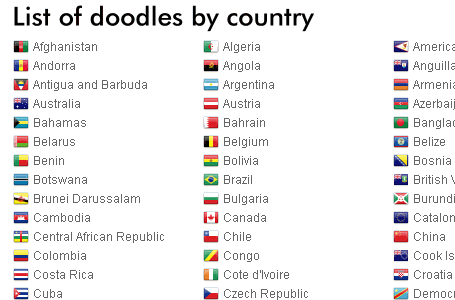 List of doodles by country
Afghanistan Algeria America
Andorra Angola Anguilla
Antigua and Barbuda Argentina Armenia
Australia Austria Azerbaij
Bahamas Bahrain Banglad
Belarus Belgium Belize
Benin Bolivia Bosnia
Botswana Brazil British V
Brunei Darussalam Bulgaria Burundi
Cambodia Canada Catalon
Central African Republic Chile China
Colombia Congo Cook Is
Costa Rica Cote d'Ivoire Croatia
Cuba Czech Republic Democ